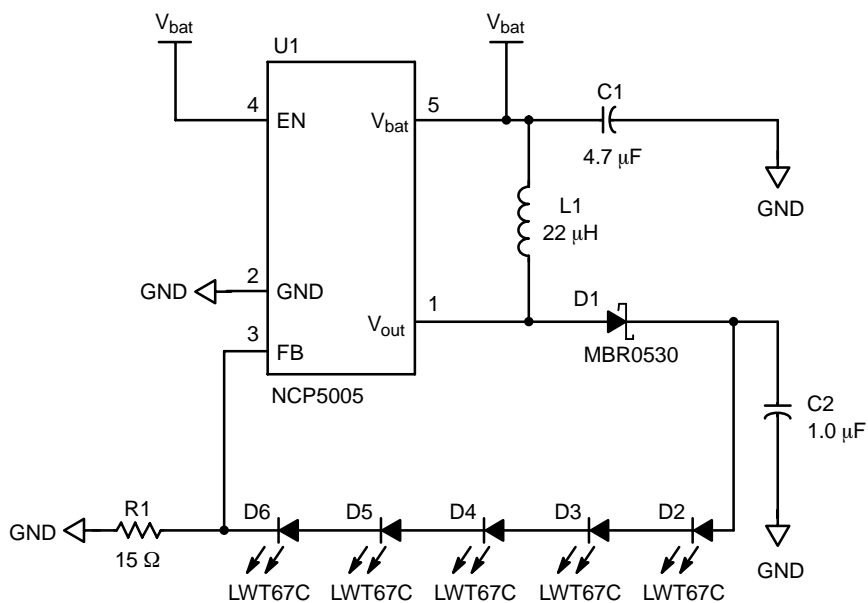 Vbat
U1
Vbat
4
EN
Vbat
5
C1
4.7 μF
GND
L1
22 μH
GND
2
GND
3
FB
Vout
1
D1
MBR0530
NCP5005
C2
1.0 μF
GND
GND
R1
15 Ω
D6
D5
D4
D3
D2
LWT67C
LWT67C
LWT67C
LWT67C
LWT67C